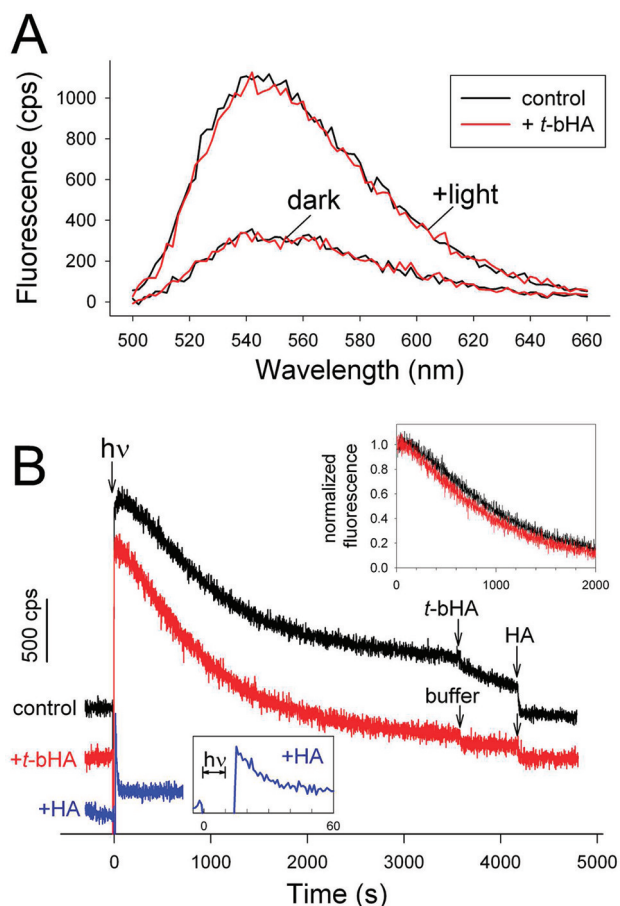 A
Fluorescence (cps)
1000
800
600
400
200
0
control
+ t-bHA
dark
+light
500 520 540 560 580 600 620 640 660
Wavelength (nm)
B
hν
500 cps
control
+t-bHA
+HA
normalized
fluorescence
1.0
0.8
0.6
0.4
0.2
0.0
0 1000 2000
t-bHA
HA
buffer
hν
+HA
0 60
0 1000 2000 3000 4000 5000
Time (s)